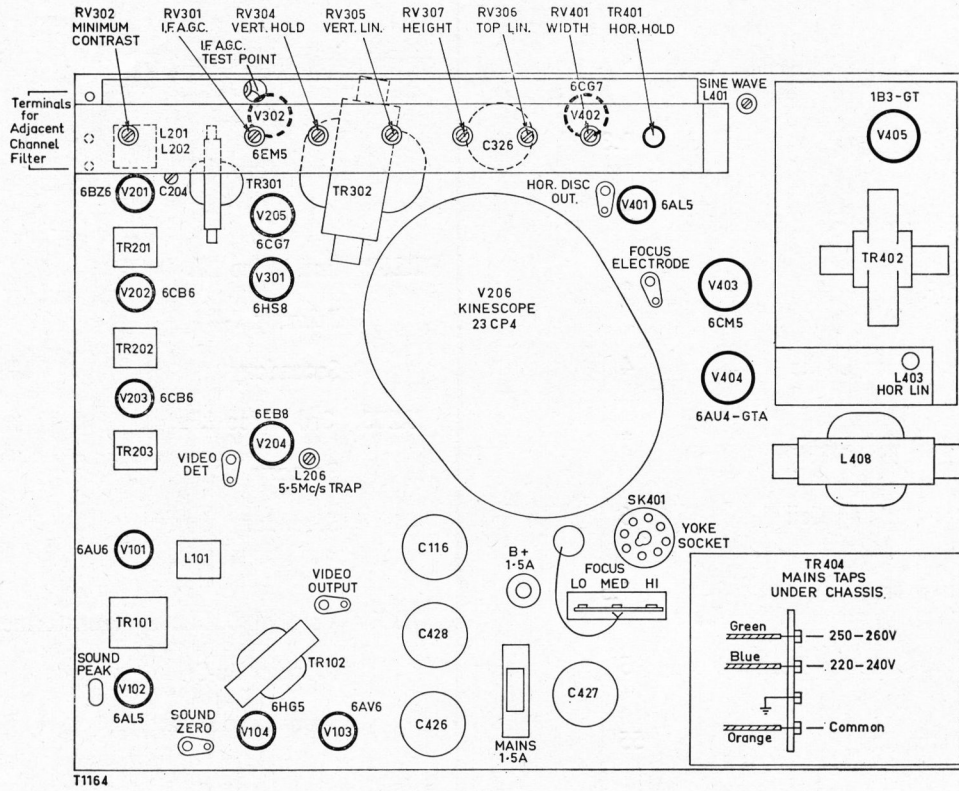 RV302
MINIMUM
CONTRAST
RV301
I.F.A.G.C.
RV304
VERT. HOLD
RV305
VERT. LIN.
RV307
HEIGHT
RV306
TOP LIN.
RV401
WIDTH
TR401
HOR. HOLD
I.F. A.G.C.
TEST POINT
6CG7
SINE WAVE
L401
1B3-GT
Terminals
for
Adjacent
Channel
Filter
V302
V402
V405
L201
L202
6EM5
C326
6BZ6
V201
C204
TR301
TR302
HOR. DISC
OUT.
V401
6AL5
V205
6CG7
TR201
FOCUS
ELECTRODE
TR402
V202
6CB6
V301
6HS8
V206
KINESCOPE
23 CP4
V403
6CM5
TR202
V404
L403
HOR LIN
V203
6CB6
6AU4-GTA
6EB8
V204
TR203
VIDEO
DET
L206
5·5Mc/s TRAP
L408
SK401
YOKE
SOCKET
6AU6
V101
L101
C116
B+
1·5A
FOCUS
LO MED HI
TR404
MAINS TAPS
UNDER CHASSIS
VIDEO
OUTPUT
TR101
C428
Green
250-260V
Blue
220-240V
SOUND
PEAK
TR102
V102
6AL5
C427
6HG5
6AV6
SOUND
ZERO
V104
V103
C426
MAINS
1·5A
Orange
Common
T1164